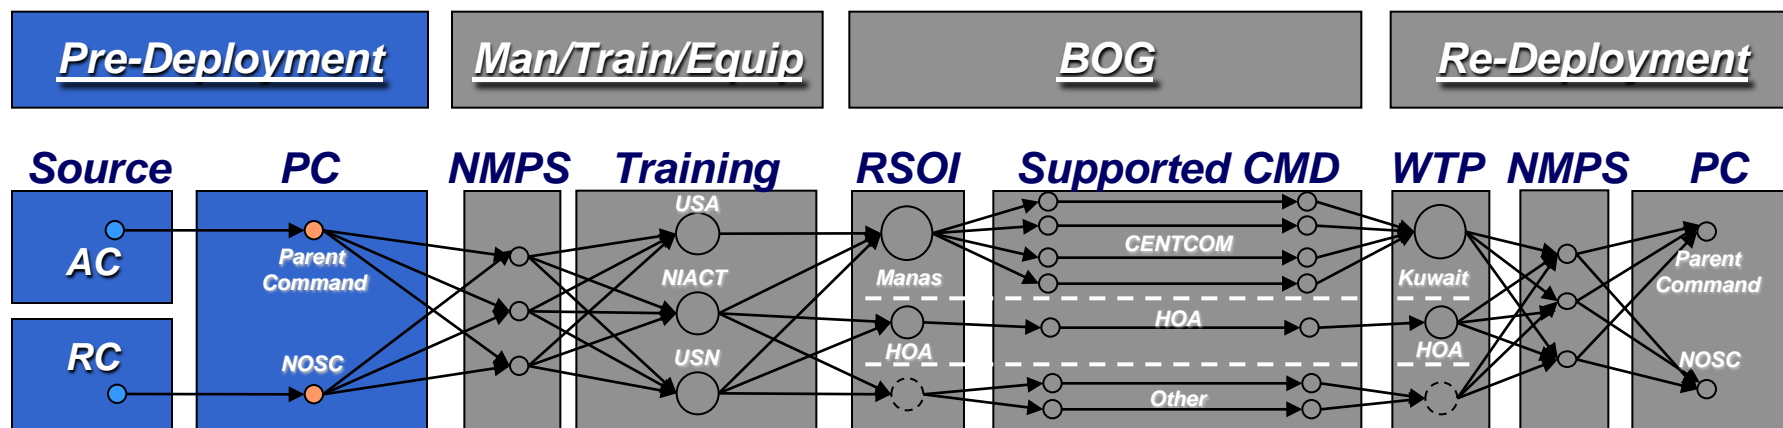 Pre-Deployment
Man/Train/Equip
BOG
Re-Deployment
Source
PC
NMPS
Training
RSOI
Supported CMD
WTP
NMPS
PC
AC
RC
Parent
Command
NOSC
USA
NIACT
USN
Manas
HOA
CENTCOM
HOA
Other
Kuwait
HOA
Parent
Command
NOSC